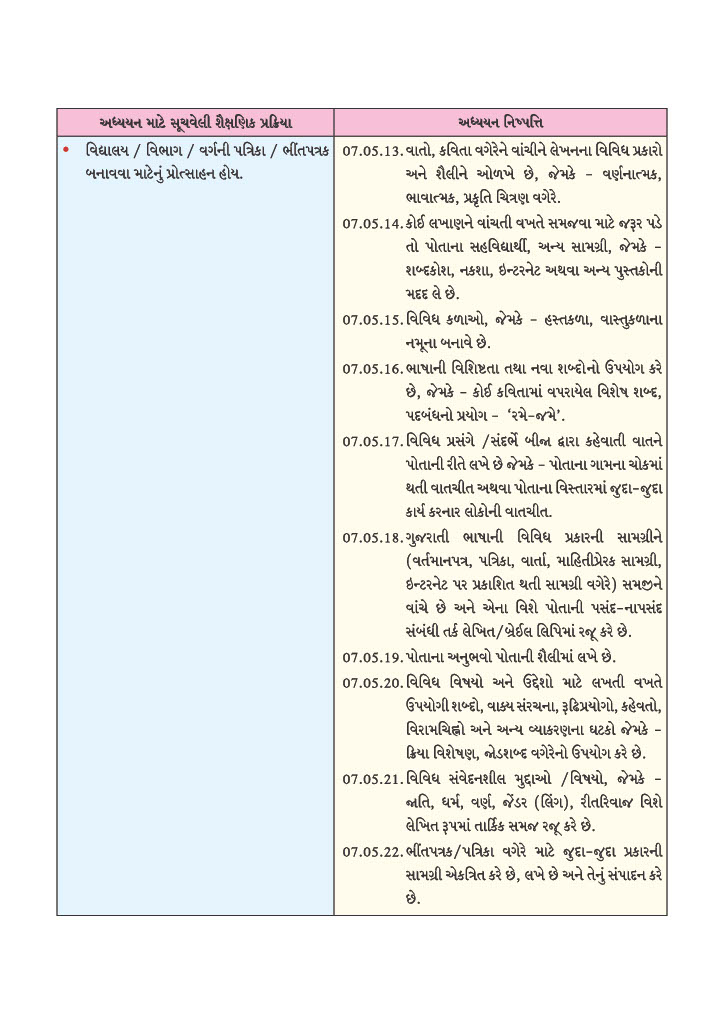 અધ્યયન માટે સૂચવેલી શૈક્ષણિક પ્રક્રિયા
અધ્યયન નિષ્પત્તિ
• વિદ્યાલય / વિભાગ / વર્ગની પત્રિકા / ભીંતપત્રક
બનાવવા માટેનું પ્રોત્સાહન હોય.
07.05.13. વાતો, કવિતા વગેરેને વાંચીને લેખનના વિવિધ પ્રકારો
અને શૈલીને ઓળખે છે, જેમકે – વર્ણનાત્મક,
ભાવાત્મક, પ્રકૃતિ ચિત્રણ વગેરે.
07.05.14. કોઈ લખાણને વાંચતી વખતે સમજવા માટે જરૂર પડે
તો પોતાના સહવિદ્યાર્થી, અન્ય સામગ્રી, જેમકે –
શબ્દકોશ, નકશા, ઇન્ટરનેટ અથવા અન્ય પુસ્તકોની
મદદ લે છે.
07.05.15. વિવિધ કળાઓ, જેમકે – હસ્તકળા, વાસ્તુકળાના
નમૂના બનાવે છે.
07.05.16. ભાષાની વિશિષ્ટતા તથા નવા શબ્દોનો ઉપયોગ કરે
છે, જેમકે – કોઈ કવિતામાં વપરાયેલ વિશેષ શબ્દ,
પદબંધનો પ્રયોગ – ‘રમે–જમે’.
07.05.17. વિવિધ પ્રસંગે /સંદર્ભે બીજા દ્વારા કહેવાતી વાતને
પોતાની રીતે લખે છે જેમકે – પોતાના ગામના ચોકમાં
થતી વાતચીત અથવા પોતાના વિસ્તારમાં જુદા–જુદા
કાર્ય કરનાર લોકોની વાતચીત.
07.05.18. ગુજરાતી ભાષાની વિવિધ પ્રકારની સામગ્રીને
(વર્તમાનપત્ર, પત્રિકા, વાર્તા, માહિતીપ્રેરક સામગ્રી,
ઇન્ટરનેટ પર પ્રકાશિત થતી સામગ્રી વગેરે) સમજીને
વાંચે છે અને એના વિશે પોતાની પસંદ–નાપસંદ
સંબંધી તર્ક લેખિત/બ્રેઈલ લિપિમાં રજૂ કરે છે.
07.05.19. પોતાના અનુભવો પોતાની શૈલીમાં લખે છે.
07.05.20. વિવિધ વિષયો અને ઉદ્દેશો માટે લખતી વખતે
ઉપયોગી શબ્દો, વાક્ય સંરચના, રૂઢિપ્રયોગો, કહેવતો,
વિરામચિહ્નો અને અન્ય વ્યાકરણના ઘટકો જેમકે –
ક્રિયા વિશેષણ, જોડશબ્દ વગેરેનો ઉપયોગ કરે છે.
07.05.21. વિવિધ સંવેદનશીલ મુદ્દાઓ /વિષયો, જેમકે –
જાતિ, ધર્મ, વર્ણ, જેંડર (લિંગ), રીતરિવાજ વિશે
લેખિત રૂપમાં તાર્કિક સમજ રજૂ કરે છે.
07.05.22. ભીંતપત્રક/પત્રિકા વગેરે માટે જુદા–જુદા પ્રકારની
સામગ્રી એકત્રિત કરે છે, લખે છે અને તેનું સંપાદન કરે
છે.